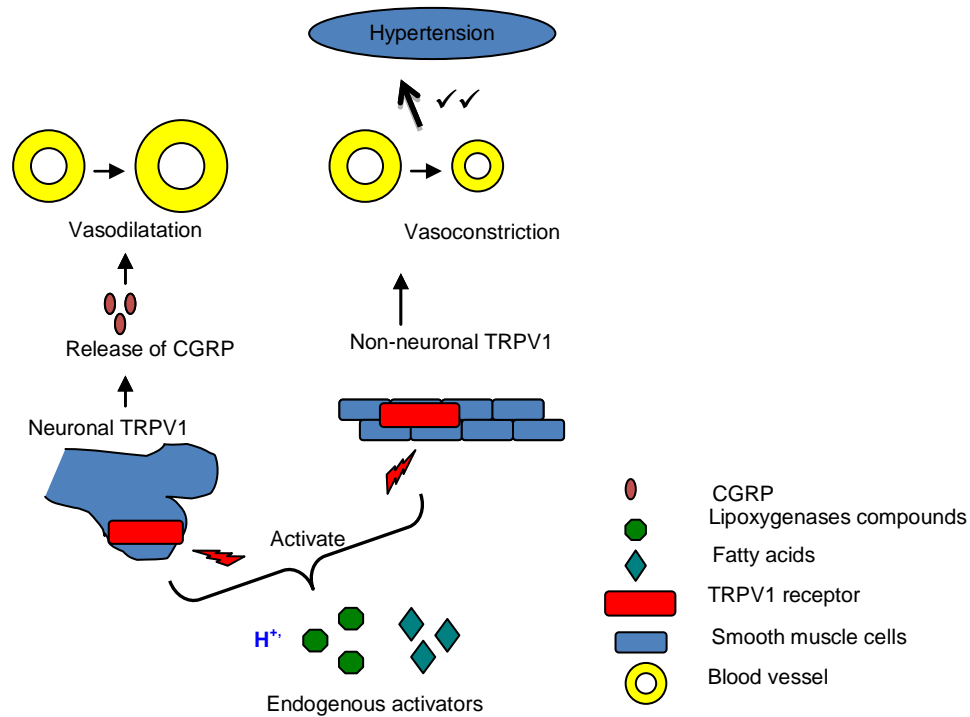 Hypertension
✓✓
Vasodilatation
Vasoconstriction
Release of CGRP
Non-neuronal TRPV1
Neuronal TRPV1
Activate
H⁺,
Endogenous activators
CGRP
Lipoxygenases compounds
Fatty acids
TRPV1 receptor
Smooth muscle cells
Blood vessel